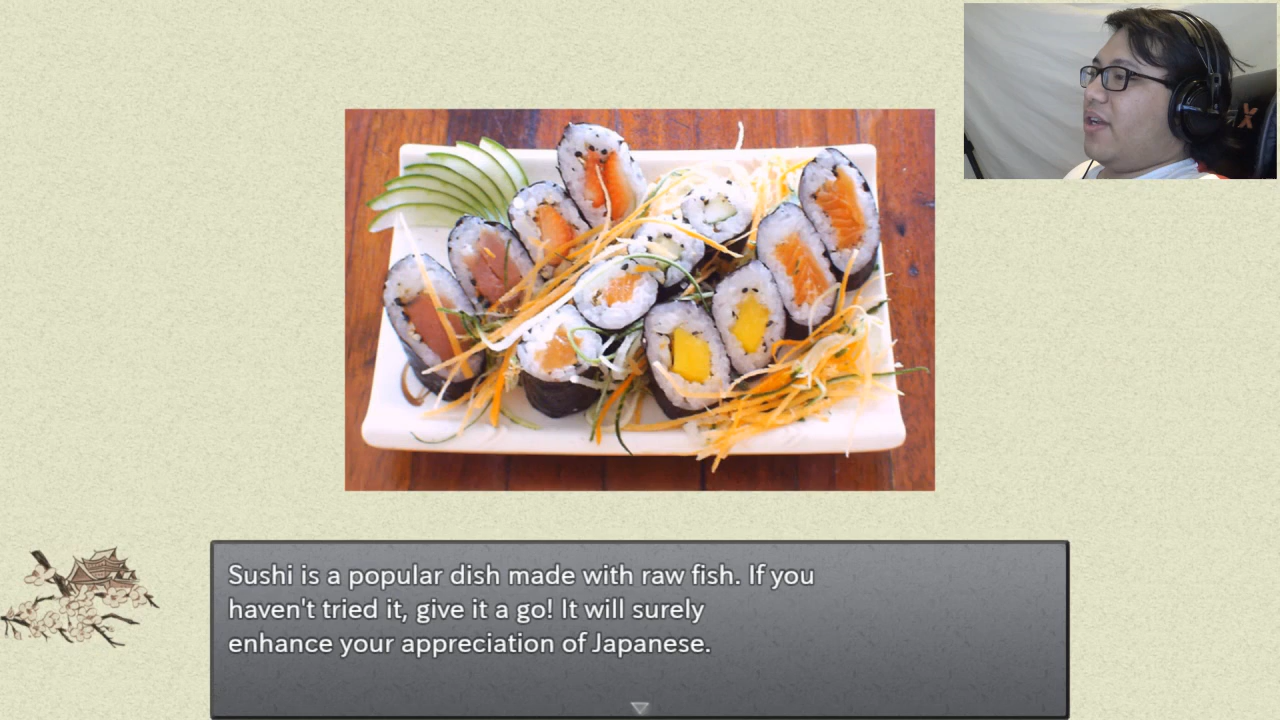 Sushi is a popular dish made with raw fish. If you
haven't tried it, give it a go! It will surely
enhance your appreciation of Japanese.